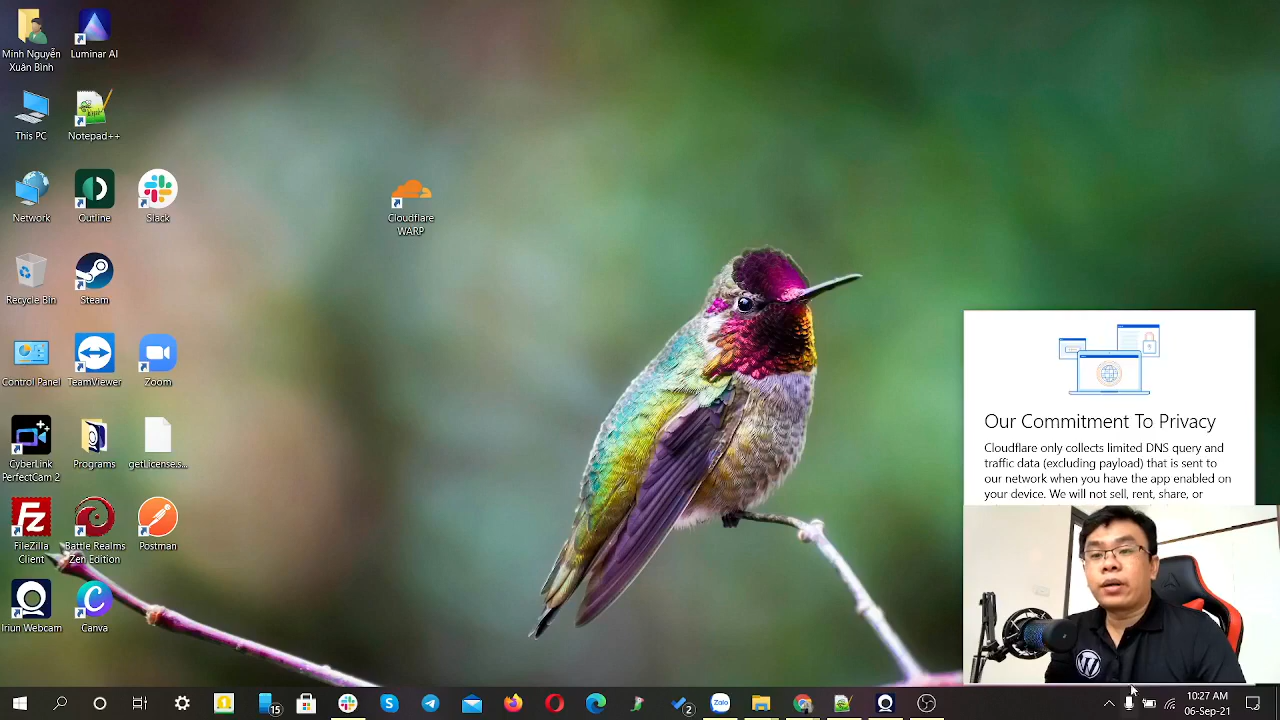 Minh Nguyễn
Xuân Bình
Luminar AI
This PC
Notepad++
Network
Outline
Slack
Cloudflare
WARP
Recycle Bin
Steam
Control Panel
TeamViewer
Zoom
CyberLink
PerfectCam 2
Programs
getLicense.s...
FileZilla
Client
Battle Realms
Zen Edition
Postman
Iriun Webcam
Canva
Our Commitment To Privacy
Cloudflare only collects limited DNS query and
traffic data (excluding payload) that is sent to
our network when you have the app enabled on
your device. We will not sell, rent, share, or
15
2
Zalo
10:27 AM
06-Sep-21